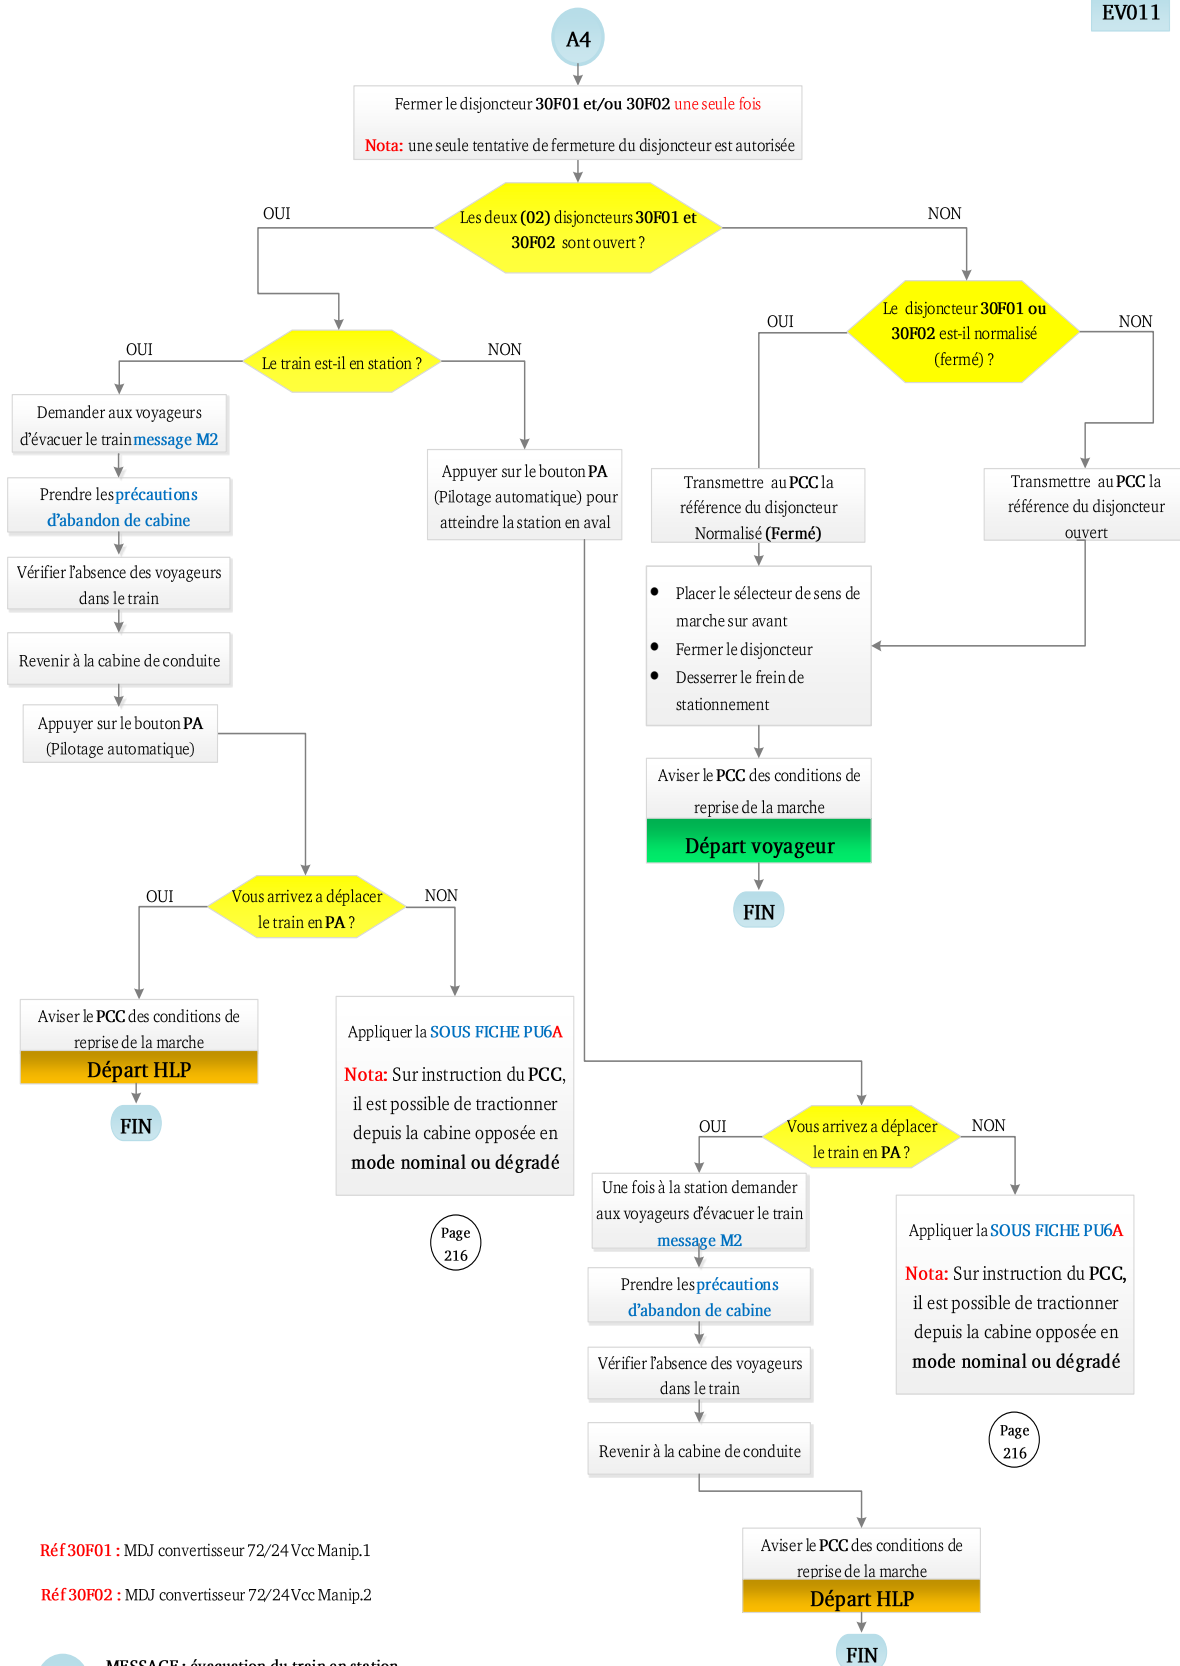 EV011
A4
Fermer le disjoncteur 30F01 et/ou 30F02 une seule fois
Nota: une seule tentative de fermeture du disjoncteur est autorisée
Les deux (02) disjoncteurs 30F01 et
30F02 sont ouvert ?
OUI
NON
Le disjoncteur 30F01 ou
30F02 est-il normalisé
(fermé) ?
OUI
NON
Le train est-il en station ?
OUI
NON
Demander aux voyageurs
d'évacuer le train message M2
Prendre les précautions
d'abandon de cabine
Vérifier l'absence des voyageurs
dans le train
Revenir à la cabine de conduite
Appuyer sur le bouton PA
(Pilotage automatique)
Appuyer sur le bouton PA
(Pilotage automatique) pour
atteindre la station en aval
Transmettre au PCC la
référence du disjoncteur
Normalisé (Fermé)
Transmettre au PCC la
référence du disjoncteur
ouvert
● Placer le sélecteur de sens de
marche sur avant
● Fermer le disjoncteur
● Desserrer le frein de
stationnement
Aviser le PCC des conditions de
reprise de la marche
Départ voyageur
FIN
Vous arrivez a déplacer
le train en PA ?
OUI
NON
Aviser le PCC des conditions de
reprise de la marche
Départ HLP
FIN
Appliquer la SOUS FICHE PU6A
Nota: Sur instruction du PCC,
il est possible de tractionner
depuis la cabine opposée en
mode nominal ou dégradé
Page
216
Vous arrivez a déplacer
le train en PA ?
OUI
NON
Une fois à la station demander
aux voyageurs d'évacuer le train
message M2
Prendre les précautions
d'abandon de cabine
Vérifier l'absence des voyageurs
dans le train
Revenir à la cabine de conduite
Appliquer la SOUS FICHE PU6A
Nota: Sur instruction du PCC,
il est possible de tractionner
depuis la cabine opposée en
mode nominal ou dégradé
Page
216
Aviser le PCC des conditions de
reprise de la marche
Départ HLP
FIN
Réf 30F01 : MDJ convertisseur 72/24 Vcc Manip.1
Réf 30F02 : MDJ convertisseur 72/24 Vcc Manip.2
MESSAGE : évacuation du train en station